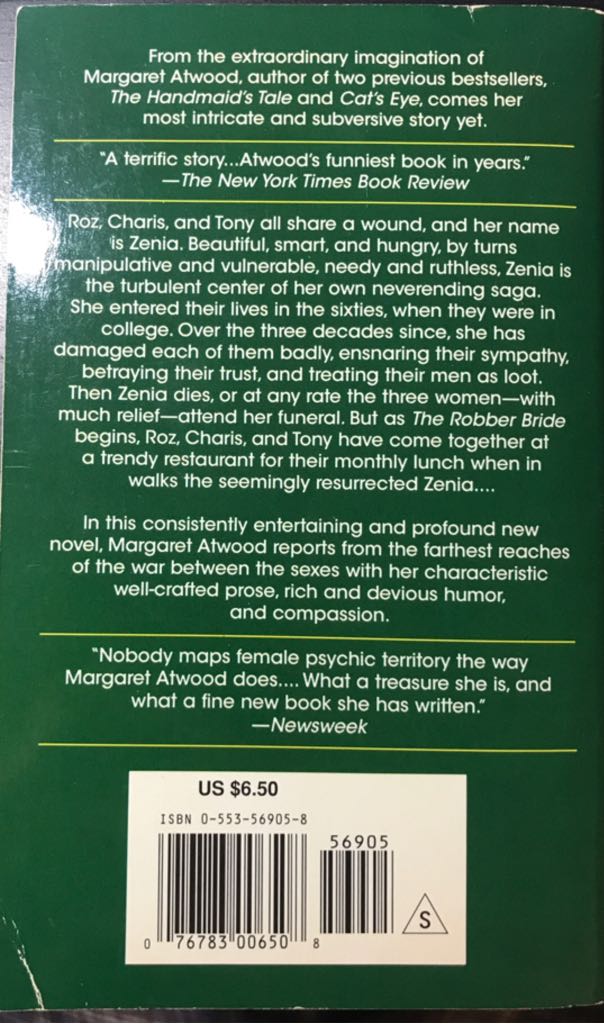 From the extraordinary imagination of
Margaret Atwood, author of two previous bestsellers,
The Handmaid's Tale and Cat's Eye, comes her
most intricate and subversive story yet.
"A terrific story...Atwood's funniest book in years."
—The New York Times Book Review
Roz, Charis, and Tony all share a wound, and her name
is Zenia. Beautiful, smart, and hungry, by turns
manipulative and vulnerable, needy and ruthless, Zenia is
the turbulent center of her own neverending saga.
She entered their lives in the sixties, when they were in
college. Over the three decades since, she has
damaged each of them badly, ensnaring their sympathy,
betraying their trust, and treating their men as loot.
Then Zenia dies, or at any rate the three women—with
much relief—attend her funeral. But as The Robber Bride
begins, Roz, Charis, and Tony have come together at
a trendy restaurant for their monthly lunch when in
walks the seemingly resurrected Zenia....
In this consistently entertaining and profound new
novel, Margaret Atwood reports from the farthest reaches
of the war between the sexes with her characteristic
well-crafted prose, rich and devious humor,
and compassion.
"Nobody maps female psychic territory the way
Margaret Atwood does.... What a treasure she is, and
what a fine new book she has written."
—Newsweek
US $6.50
ISBN 0-553-56905-8
56905
S
0 76783 00650 8